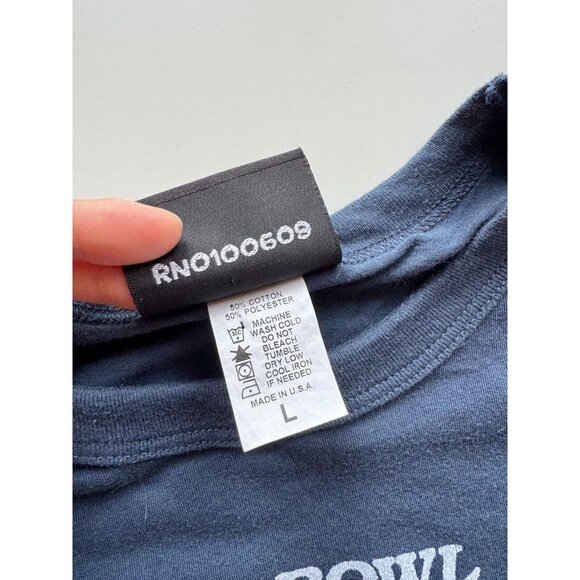 RN0100609
50% COTTON
50% POLYESTER
MACHINE
WASH COLD
DO NOT
BLEACH
TUMBLE
DRY LOW
COOL IRON
IF NEEDED
MADE IN U.S.A.
L
BOWL